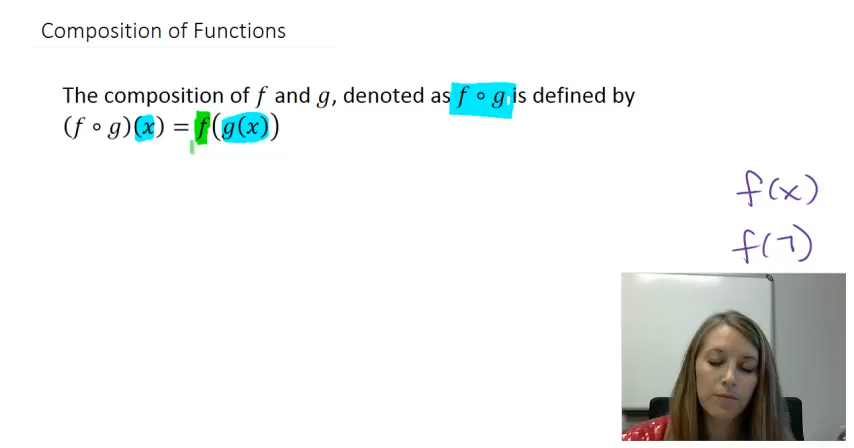 Composition of Functions
The composition of 𝑓 and 𝑔, denoted as 𝑓 ∘ 𝑔 is defined by
(𝑓 ∘ 𝑔)(𝑥) = 𝑓(𝑔(𝑥))
f(x)
f(7)